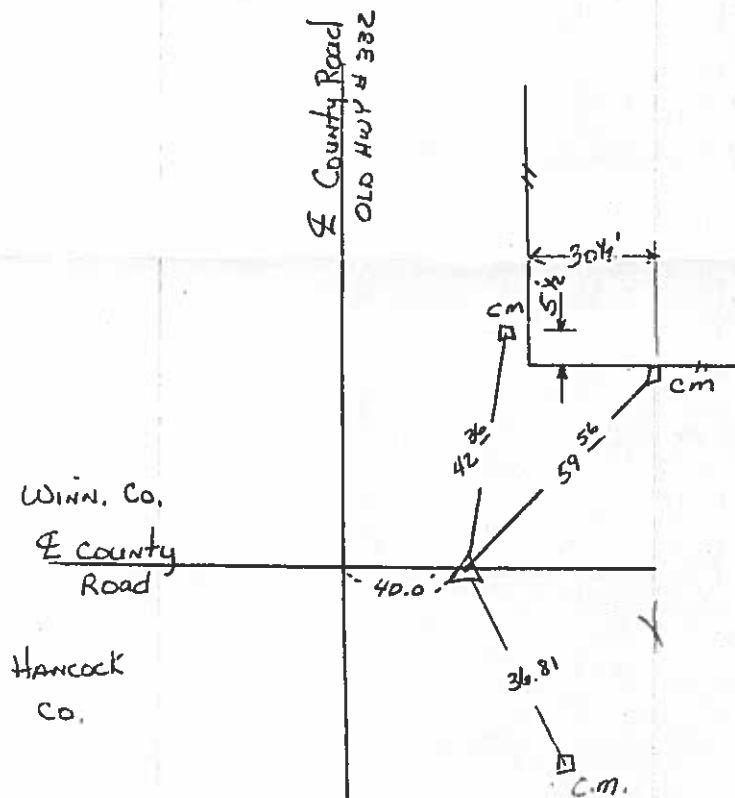 ℄ County Road
OLD HWY # 332
30½'
5½'
CM
CM
42 36
59 56
WINN. CO.
℄ COUNTY
Road
40.0'
HANCOCK
CO.
36.81
C.M.